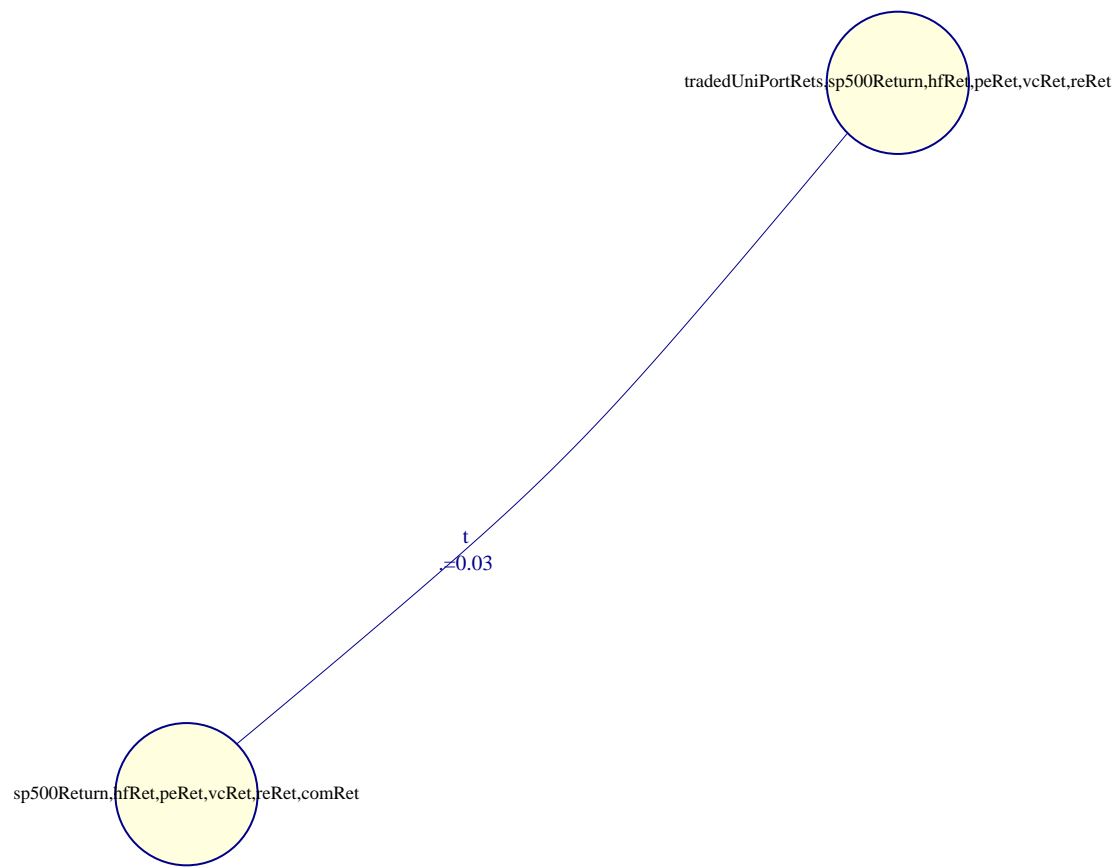 tradedUniPortRets,sp500Return,hfRet,peRet,vcRet,reRet
t
.=0.03
sp500Return,hfRet,peRet,vcRet,reRet,comRet